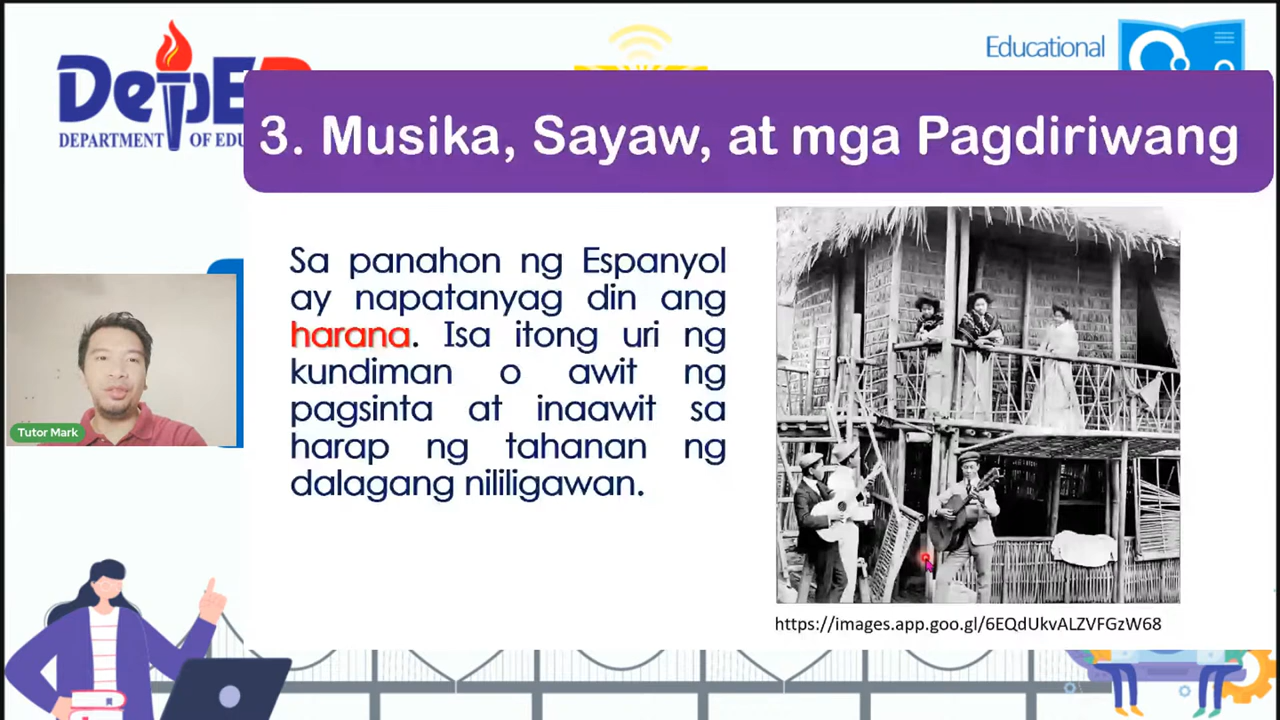 DepE
DEPARTMENT OF EDU
Educational
3. Musika, Sayaw, at mga Pagdiriwang
Sa panahon ng Espanyol
ay napatanyag din ang
harana. Isa itong uri ng
kundiman o awit ng
pagsinta at inaawit sa
harap ng tahanan ng
dalagang nililigawan.
Tutor Mark
https://images.app.goo.gl/6EQdUkvALZVFGzW68